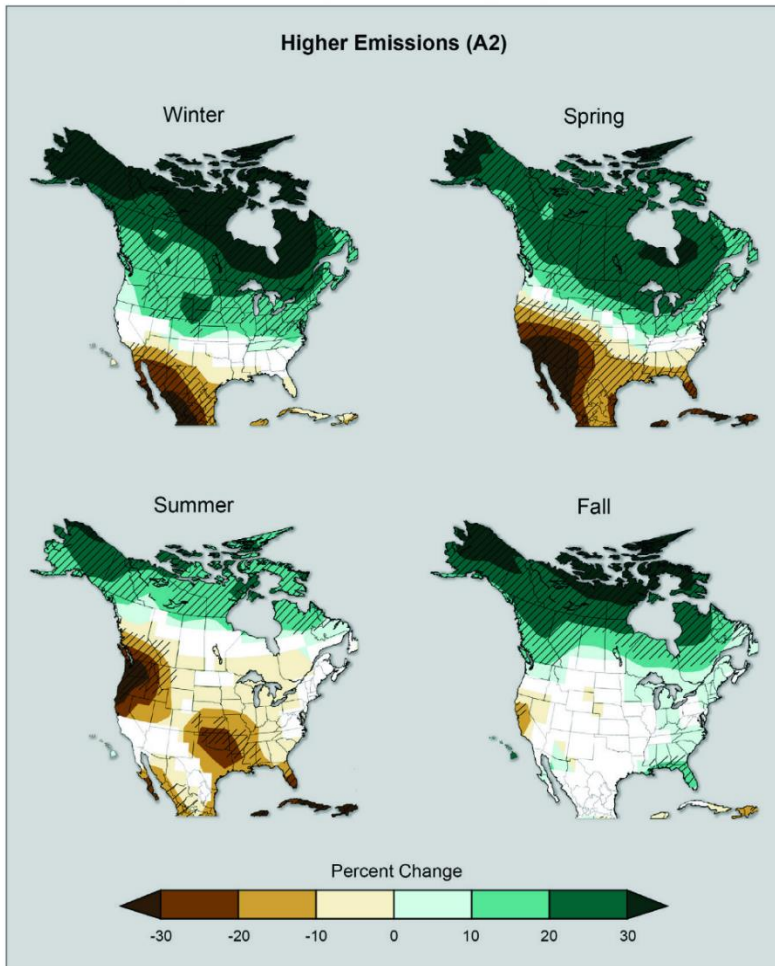 Higher Emissions (A2)
Winter
Spring
Summer
Fall
Percent Change
-30 -20 -10 0 10 20 30